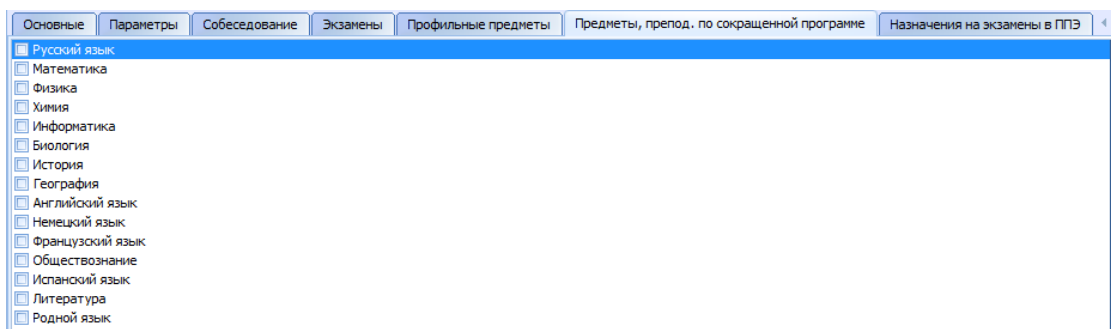 Основные Параметры Собеседование Экзамены Профильные предметы Предметы, препод. по сокращенной программе Назначения на экзамены в ППЭ
Русский язык
Математика
Физика
Химия
Информатика
Биология
История
География
Английский язык
Немецкий язык
Французский язык
Обществознание
Испанский язык
Литература
Родной язык